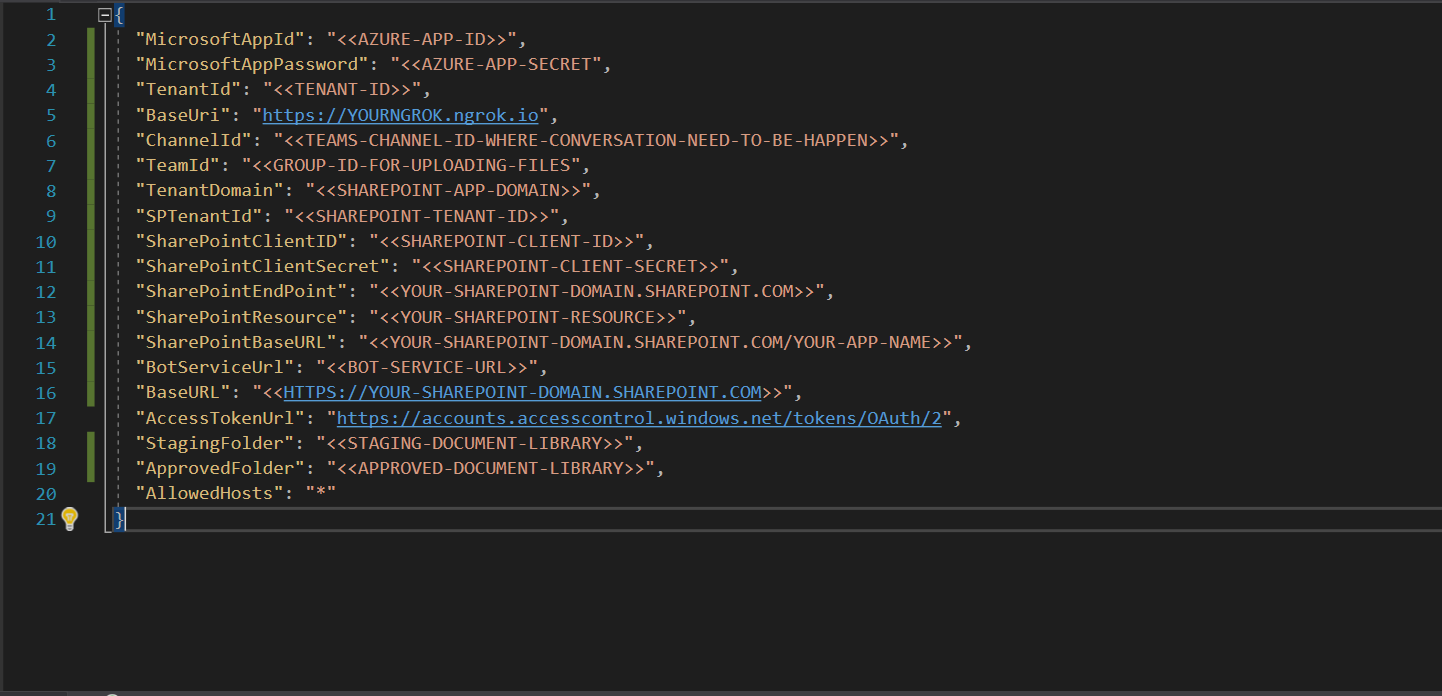 1 {
2 "MicrosoftAppId": "<<AZURE-APP-ID>>",
3 "MicrosoftAppPassword": "<<AZURE-APP-SECRET",
4 "TenantId": "<<TENANT-ID>>",
5 "BaseUri": "https://YOURNGROK.ngrok.io",
6 "ChannelId": "<<TEAMS-CHANNEL-ID-WHERE-CONVERSATION-NEED-TO-BE-HAPPEN>>",
7 "TeamId": "<<GROUP-ID-FOR-UPLOADING-FILES",
8 "TenantDomain": "<<SHAREPOINT-APP-DOMAIN>>",
9 "SPTenantId": "<<SHAREPOINT-TENANT-ID>>",
10 "SharePointClientID": "<<SHAREPOINT-CLIENT-ID>>",
11 "SharePointClientSecret": "<<SHAREPOINT-CLIENT-SECRET>>",
12 "SharePointEndPoint": "<<YOUR-SHAREPOINT-DOMAIN.SHAREPOINT.COM>>",
13 "SharePointResource": "<<YOUR-SHAREPOINT-RESOURCE>>",
14 "SharePointBaseURL": "<<YOUR-SHAREPOINT-DOMAIN.SHAREPOINT.COM/YOUR-APP-NAME>>",
15 "BotServiceUrl": "<<BOT-SERVICE-URL>>",
16 "BaseURL": "<<HTTPS://YOUR-SHAREPOINT-DOMAIN.SHAREPOINT.COM>>",
17 "AccessTokenUrl": "https://accounts.accesscontrol.windows.net/tokens/OAuth/2",
18 "StagingFolder": "<<STAGING-DOCUMENT-LIBRARY>>",
19 "ApprovedFolder": "<<APPROVED-DOCUMENT-LIBRARY>>",
20 "AllowedHosts": "*"
21 }